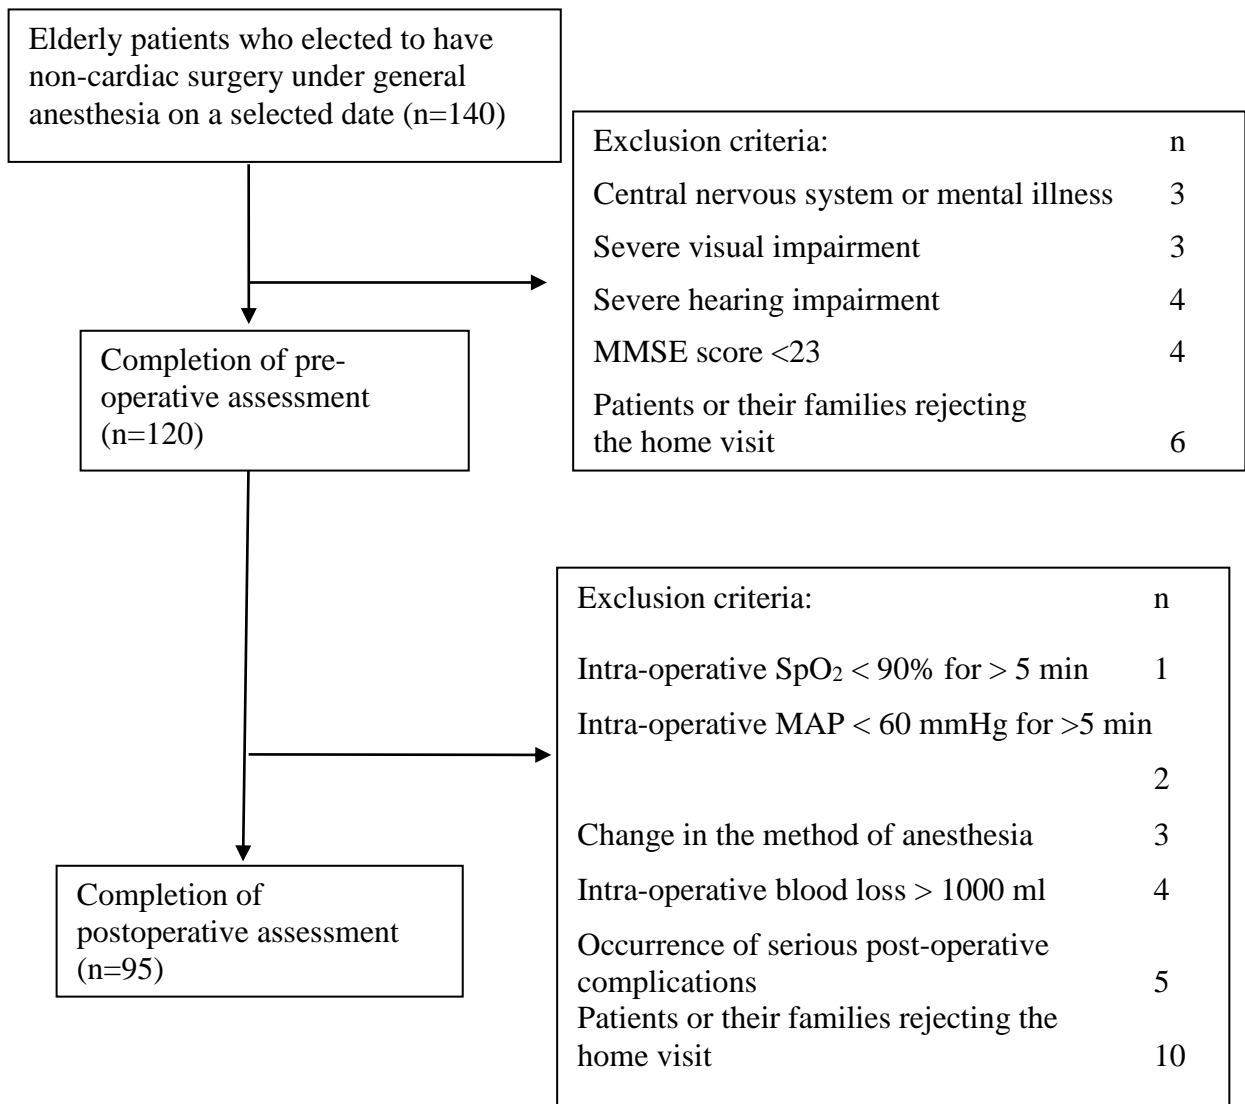 Elderly patients who elected to have
non-cardiac surgery under general
anesthesia on a selected date (n=140)
Exclusion criteria: n
Central nervous system or mental illness 3
Severe visual impairment 3
Severe hearing impairment 4
MMSE score <23 4
Patients or their families rejecting
the home visit 6
Completion of pre-
operative assessment
(n=120)
Exclusion criteria: n
Intra-operative SpO₂ < 90% for > 5 min 1
Intra-operative MAP < 60 mmHg for >5 min
2
Change in the method of anesthesia 3
Intra-operative blood loss > 1000 ml 4
Occurrence of serious post-operative
complications 5
Patients or their families rejecting the
home visit 10
Completion of
postoperative assessment
(n=95)